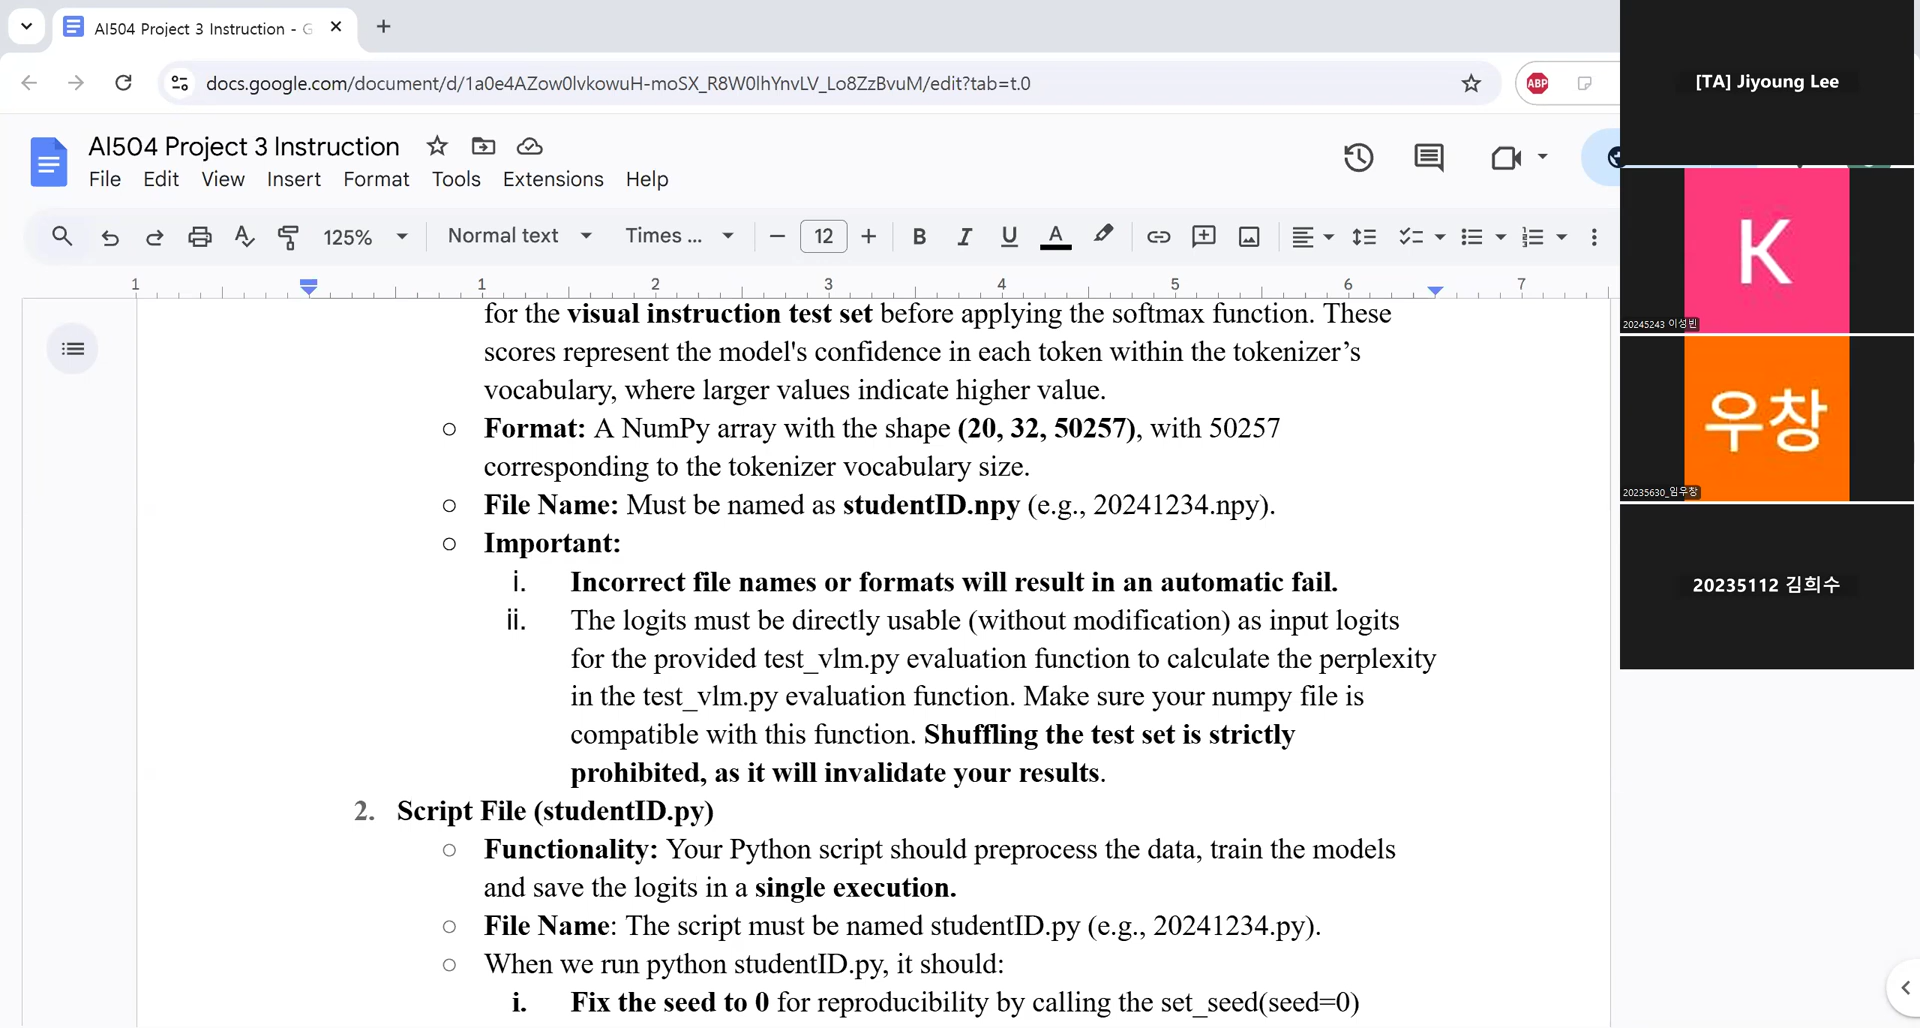 AI504 Project 3 Instruction - G
docs.google.com/document/d/1a0e4AZow0lvkowuH-moSX_R8W0lhYnvLV_Lo8ZzBvuM/edit?tab=t.0
ABP
[TA] Jiyoung Lee
AI504 Project 3 Instruction
File Edit View Insert Format Tools Extensions Help
125% Normal text Times ... 12 B I U A
1 1 2 3 4 5 6 7
K
20245243 이성빈
우창
20235630_임우창
20235112 김희수
for the visual instruction test set before applying the softmax function. These
scores represent the model's confidence in each token within the tokenizer’s
vocabulary, where larger values indicate higher value.
○ Format: A NumPy array with the shape (20, 32, 50257), with 50257
corresponding to the tokenizer vocabulary size.
○ File Name: Must be named as studentID.npy (e.g., 20241234.npy).
○ Important:
i. Incorrect file names or formats will result in an automatic fail.
ii. The logits must be directly usable (without modification) as input logits
for the provided test_vlm.py evaluation function to calculate the perplexity
in the test_vlm.py evaluation function. Make sure your numpy file is
compatible with this function. Shuffling the test set is strictly
prohibited, as it will invalidate your results.
2. Script File (studentID.py)
○ Functionality: Your Python script should preprocess the data, train the models
and save the logits in a single execution.
○ File Name: The script must be named studentID.py (e.g., 20241234.py).
○ When we run python studentID.py, it should:
i. Fix the seed to 0 for reproducibility by calling the set_seed(seed=0)